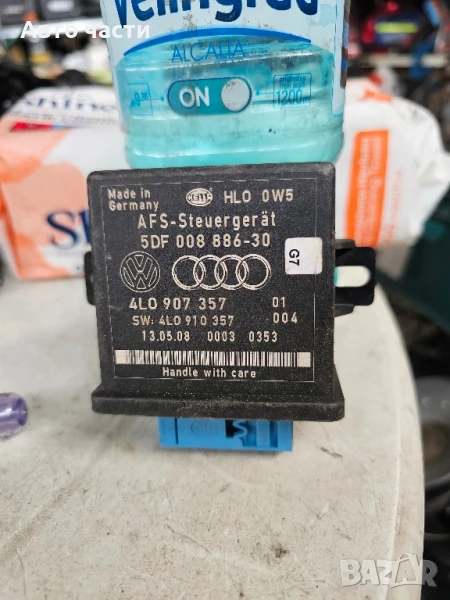 Авто части
Velingrad
ALCALIA
ON
1200m
Made in
Germany
HELLA
HLO 0W5
AFS-Steuergerät
5DF 008 886-30
G7
4L0 907 357 01
SW: 4L0 910 357 004
13.05.08 0003 0353
Handle with care
BAZAR